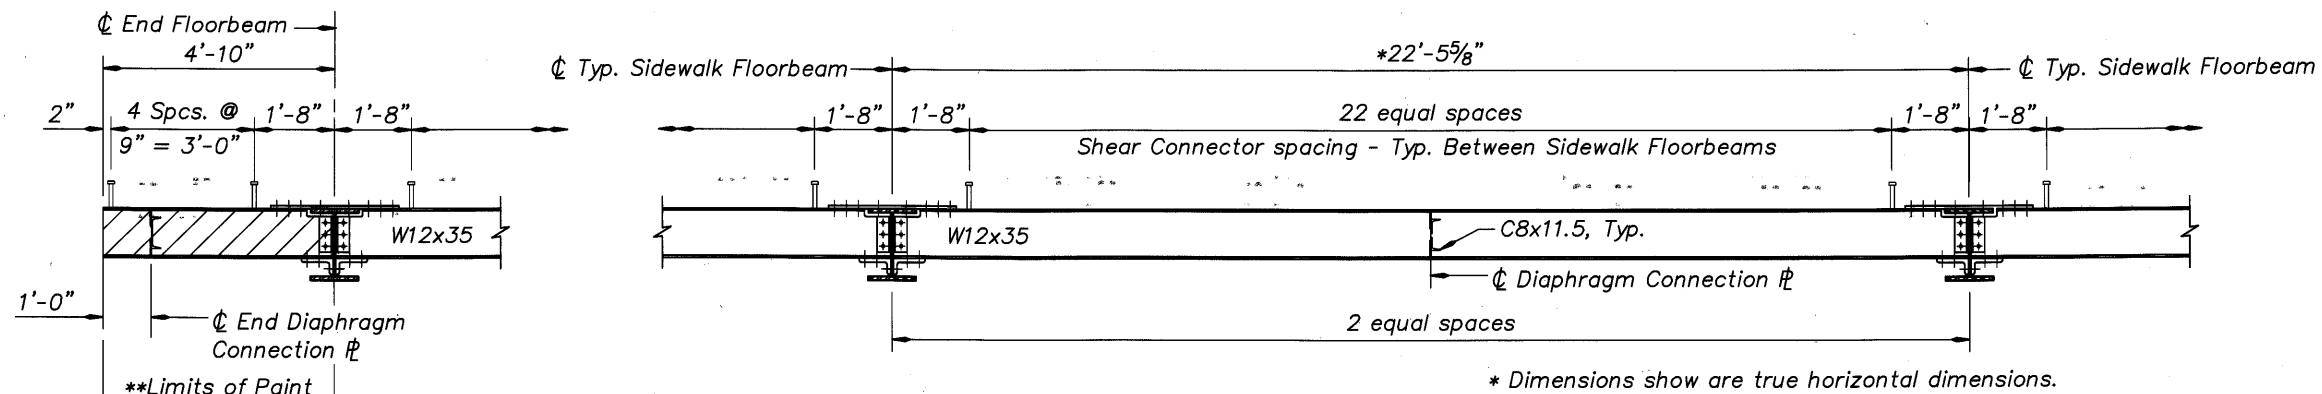 ℄ End Floorbeam
4'-10"
℄ Typ. Sidewalk Floorbeam
*22'-5⅝"
℄ Typ. Sidewalk Floorbeam
2"
4 Spcs. @
9" = 3'-0"
1'-8"
1'-8"
1'-8"
1'-8"
22 equal spaces
1'-8"
1'-8"
Shear Connector spacing - Typ. Between Sidewalk Floorbeams
W12x35
W12x35
C8x11.5, Typ.
℄ Diaphragm Connection ⅊
1'-0"
℄ End Diaphragm
Connection ⅊
2 equal spaces
**Limits of Paint
* Dimensions show are true horizontal dimensions.